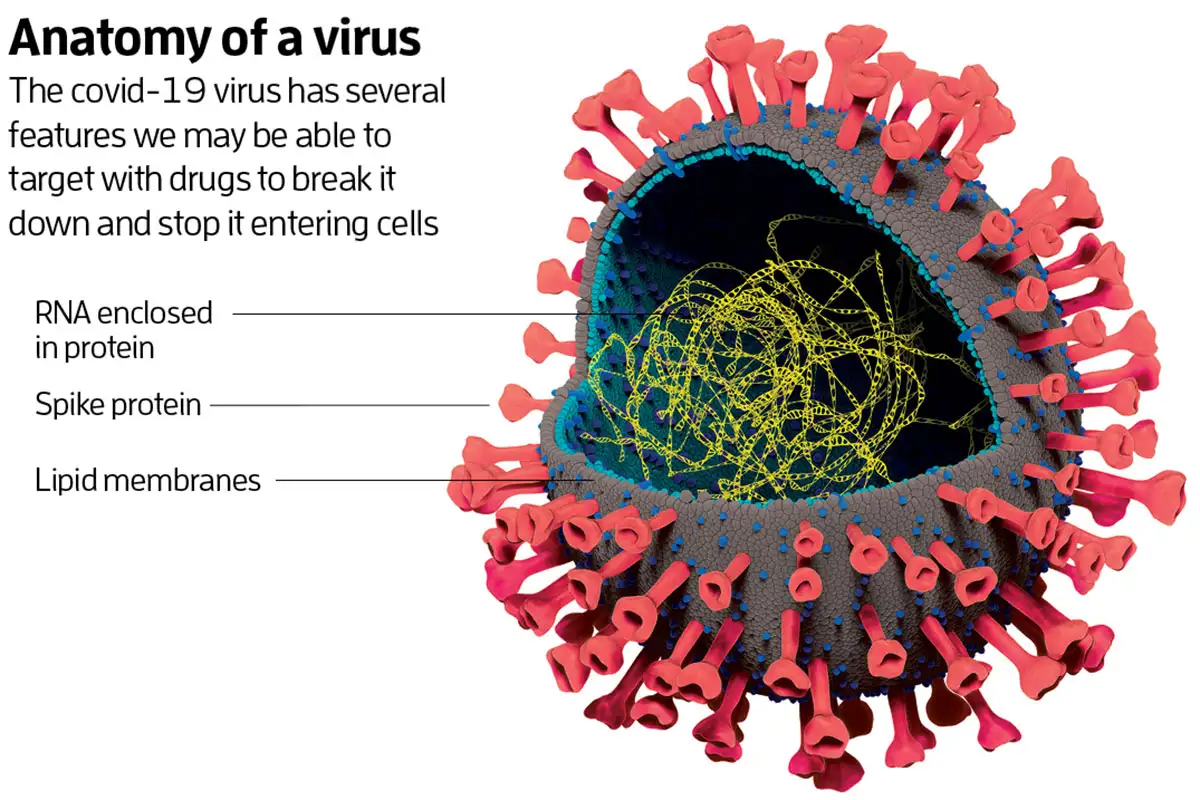 Anatomy of a virus
The covid-19 virus has several
features we may be able to
target with drugs to break it
down and stop it entering cells
RNA enclosed
in protein
Spike protein
Lipid membranes